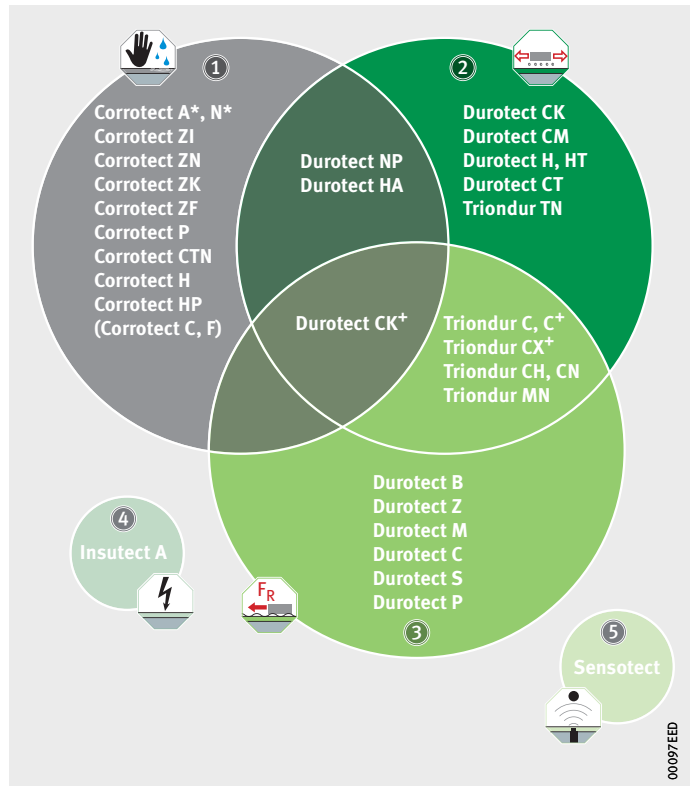 1
Corrotect A*, N*
Corrotect ZI
Corrotect ZN
Corrotect ZK
Corrotect ZF
Corrotect P
Corrotect CTN
Corrotect H
Corrotect HP
(Corrotect C, F)
Durotect NP
Durotect HA
2
Durotect CK
Durotect CM
Durotect H, HT
Durotect CT
Triondur TN
Durotect CK+
Triondur C, C+
Triondur CX+
Triondur CH, CN
Triondur MN
Durotect B
Durotect Z
Durotect M
Durotect C
Durotect S
Durotect P
3
FR
4
Insutect A
5
Sensotect
00097EED